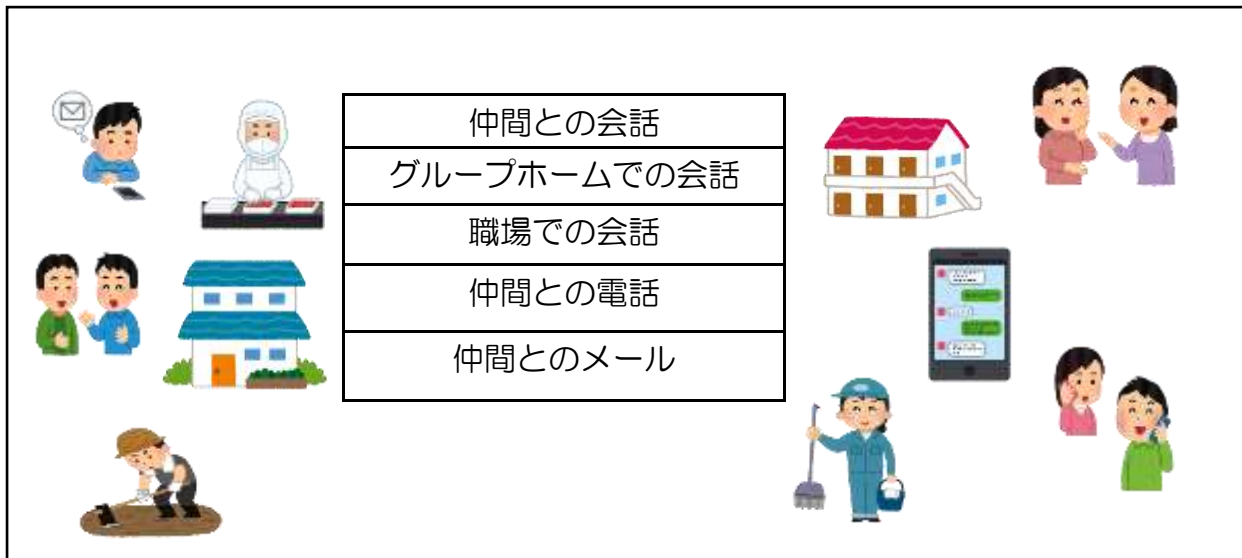 仲間との会話
グループホームでの会話
職場での会話
仲間との電話
仲間とのメール